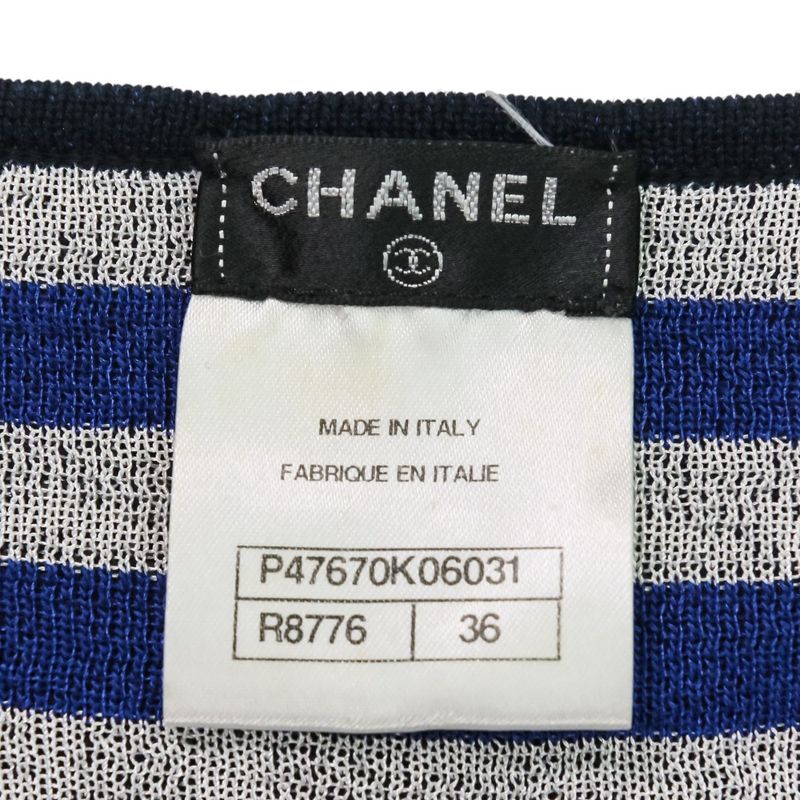 CHANEL
MADE IN ITALY
FABRIQUE EN ITALIE
P47670K06031
R8776 36